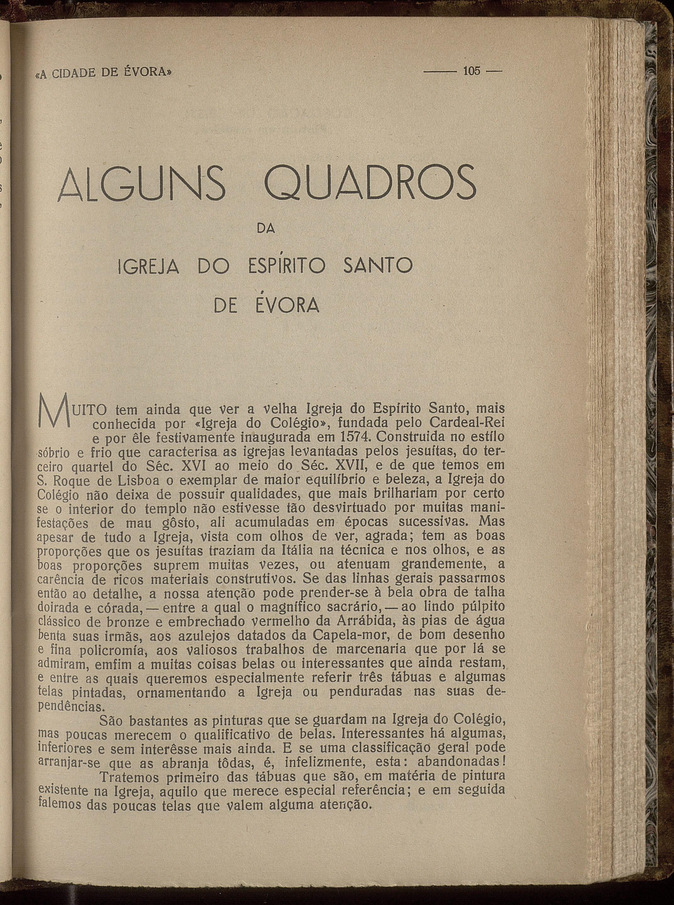 «A CIDADE DE ÉVORA» —— 105 —
ALGUNS QUADROS
DA
IGREJA DO ESPÍRITO SANTO
DE ÉVORA
MUITO tem ainda que ver a velha Igreja do Espírito Santo, mais
conhecida por «Igreja do Colégio», fundada pelo Cardeal-Rei
e por êle festivamente inaugurada em 1574. Construida no estilo
sóbrio e frio que caracterisa as igrejas levantadas pelos jesuítas, do ter-
ceiro quartel do Séc. XVI ao meio do Séc. XVII, e de que temos em
S. Roque de Lisboa o exemplar de maior equilíbrio e beleza, a Igreja do
Colégio não deixa de possuir qualidades, que mais brilhariam por certo
se o interior do templo não estivesse tão desvirtuado por muitas mani-
festações de mau gôsto, ali acumuladas em épocas sucessivas. Mas
apesar de tudo a Igreja, vista com olhos de ver, agrada; tem as boas
proporções que os jesuítas traziam da Itália na técnica e nos olhos, e as
boas proporções suprem muitas vezes, ou atenuam grandemente, a
carência de ricos materiais construtivos. Se das linhas gerais passarmos
então ao detalhe, a nossa atenção pode prender-se à bela obra de talha
doirada e córada, — entre a qual o magnífico sacrário, — ao lindo púlpito
clássico de bronze e embrechado vermelho da Arrábida, às pias de água
benta suas irmãs, aos azulejos datados da Capela-mor, de bom desenho
e fina policromía, aos valiosos trabalhos de marcenaria que por lá se
admiram, emfim a muitas coisas belas ou interessantes que ainda restam,
e entre as quais queremos especialmente referir três tábuas e algumas
telas pintadas, ornamentando a Igreja ou penduradas nas suas de-
pendências.
São bastantes as pinturas que se guardam na Igreja do Colégio,
mas poucas merecem o qualificativo de belas. Interessantes há algumas,
inferiores e sem interêsse mais ainda. E se uma classificação geral pode
arranjar-se que as abranja tôdas, é, infelizmente, esta: abandonadas!
Tratemos primeiro das tábuas que são, em matéria de pintura
existente na Igreja, aquilo que merece especial referência; e em seguida
falemos das poucas telas que valem alguma atenção.